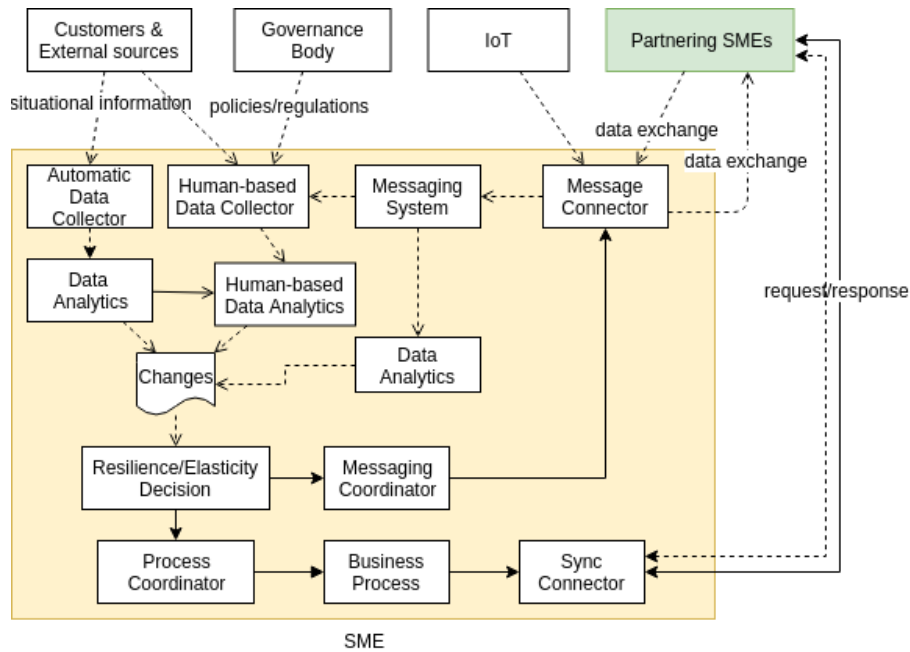 Customers &
External sources
Governance
Body
IoT
Partnering SMEs
situational information
policies/regulations
data exchange
data exchange
Automatic
Data
Collector
Human-based
Data Collector
Messaging
System
Message
Connector
Data
Analytics
Human-based
Data Analytics
request/response
Data
Analytics
Changes
Resilience/Elasticity
Decision
Messaging
Coordinator
Process
Coordinator
Business
Process
Sync
Connector
SME